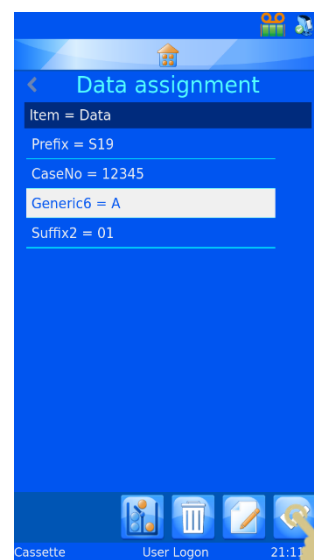 Data assignment
Item = Data
Prefix = S19
CaseNo = 12345
Generic6 = A
Suffix2 = 01
Cassette User Logon 21:11